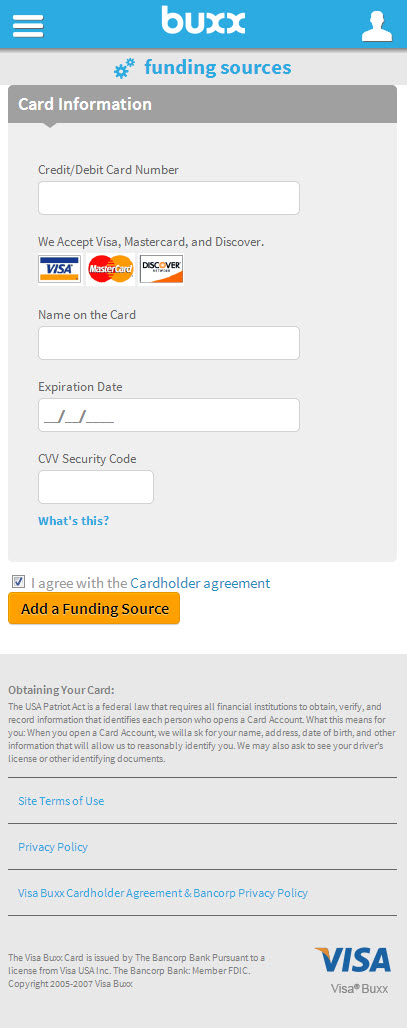 buxx
funding sources
Card Information
Credit/Debit Card Number
We Accept Visa, Mastercard, and Discover.
VISA MasterCard DISCOVER NETWORK
Name on the Card
Expiration Date
__/__/____
CVV Security Code
What's this?
I agree with the Cardholder agreement
Add a Funding Source
Obtaining Your Card:
The USA Patriot Act is a federal law that requires all financial institutions to obtain, verify, and
record information that identifies each person who opens a Card Account. What this means for
you: When you open a Card Account, we willa sk for your name, address, date of birth, and other
information that will allow us to reasonably identify you. We may also ask to see your driver's
license or other identifying documents.
Site Terms of Use
Privacy Policy
Visa Buxx Cardholder Agreement & Bancorp Privacy Policy
The Visa Buxx Card is issued by The Bancorp Bank Pursuant to a
license from Visa USA Inc. The Bancorp Bank: Member FDIC.
Copyright 2005-2007 Visa Buxx
VISA
Visa® Buxx